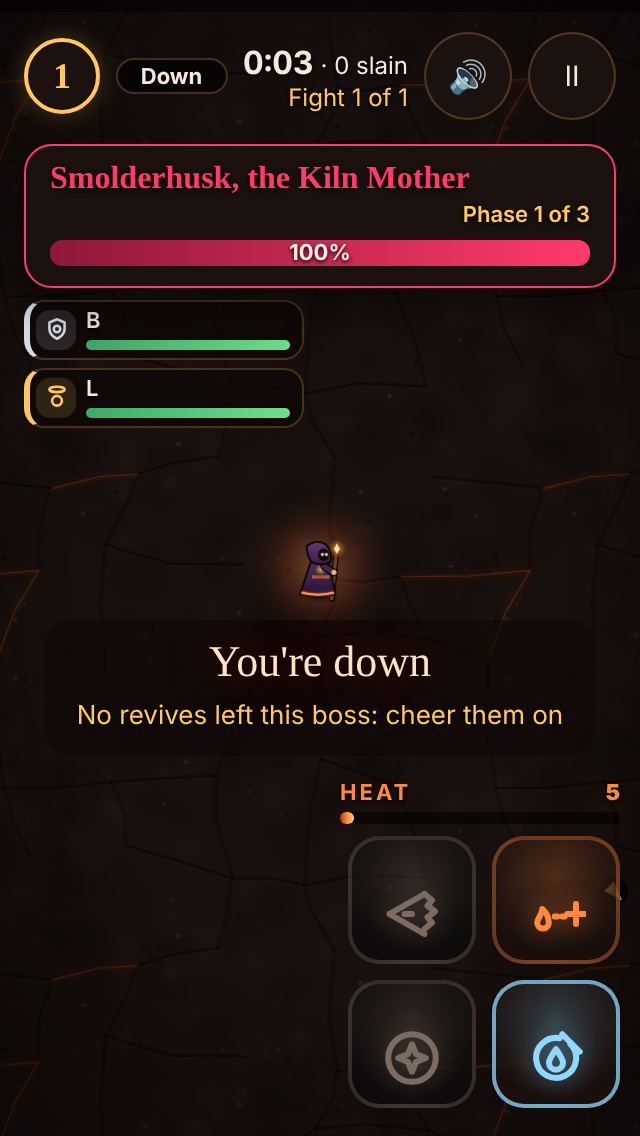 1
Down
0:03 · 0 slain
Fight 1 of 1
Smolderhusk, the Kiln Mother
Phase 1 of 3
100%
B
L
You're down
No revives left this boss: cheer them on
HEAT 5